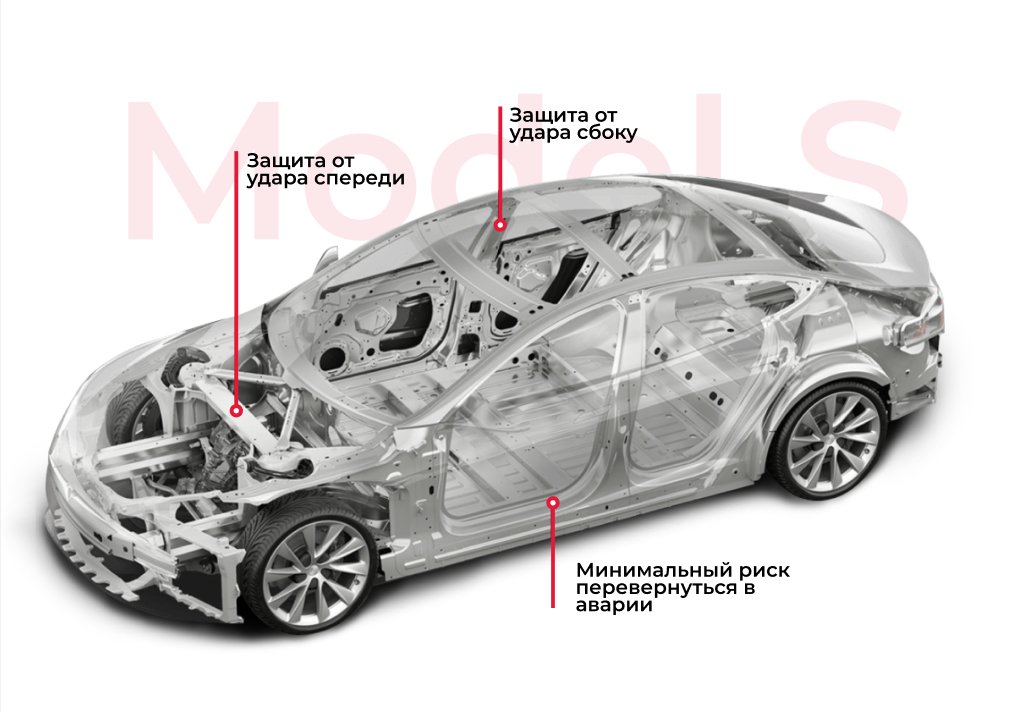 Model S
Защита от
удара сбоку
Защита от
удара спереди
Минимальный риск
перевернуться в
аварии